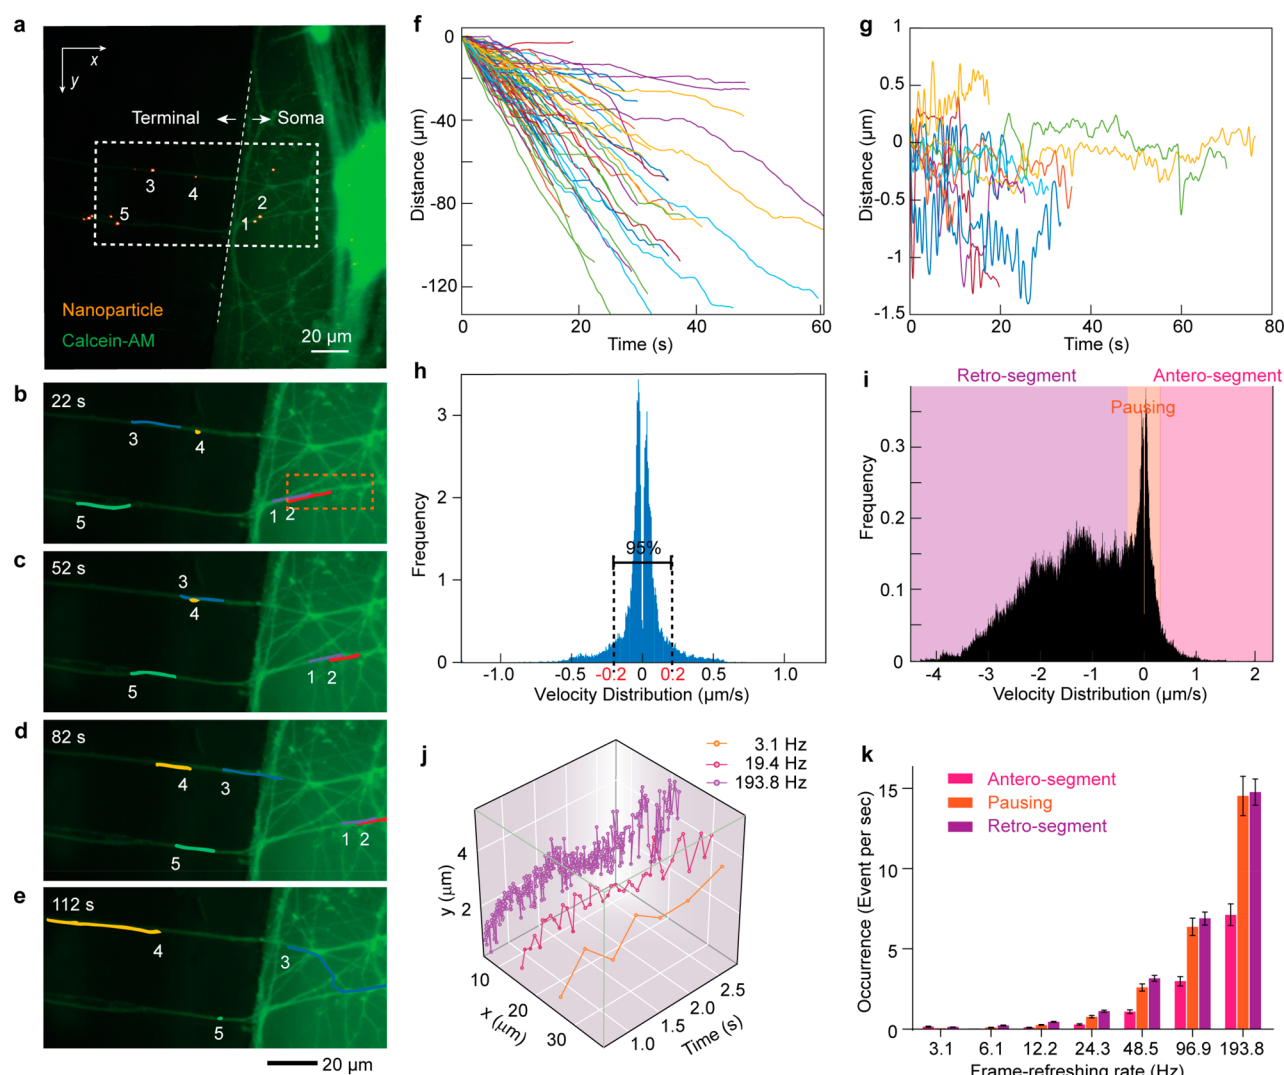 a
x
y
Terminal
Soma
3
4
5
2
1
Nanoparticle
Calcein-AM
20 µm
b
22 s
3
4
5
1
2
c
52 s
3
4
5
1
2
d
82 s
4
3
5
1
2
e
112 s
4
3
5
20 µm
f
Distance (µm)
0
-40
-80
-120
0
20
40
60
Time (s)
g
Distance (µm)
1
0.5
0
-0.5
-1
-1.5
0
20
40
60
80
Time (s)
h
Frequency
3
2
1
0
95%
-1.0
-0.5
-0.2
0
0.2
0.5
1.0
Velocity Distribution (µm/s)
i
Retro-segment
Antero-segment
Pausing
Frequency
0.3
0.2
0.1
0
-4
-3
-2
-1
0
1
2
Velocity Distribution (µm/s)
j
3.1 Hz
19.4 Hz
193.8 Hz
y (µm)
4
2
10
20
30
x (µm)
1.0
1.5
2.0
2.5
Time (s)
k
Antero-segment
Pausing
Retro-segment
Occurrence (Event per sec)
15
10
5
0
3.1
6.1
12.2
24.3
48.5
96.9
193.8
Frame-refreshing rate (Hz)